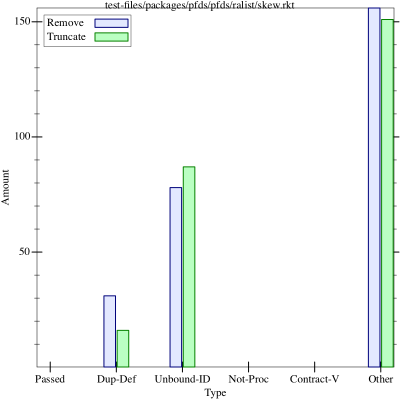 test-files/packages/pfds/pfds/ralist/skew.rkt
Remove
Truncate
150
100
50
Amount
Passed Dup-Def Unbound-ID Not-Proc Contract-V Other
Type